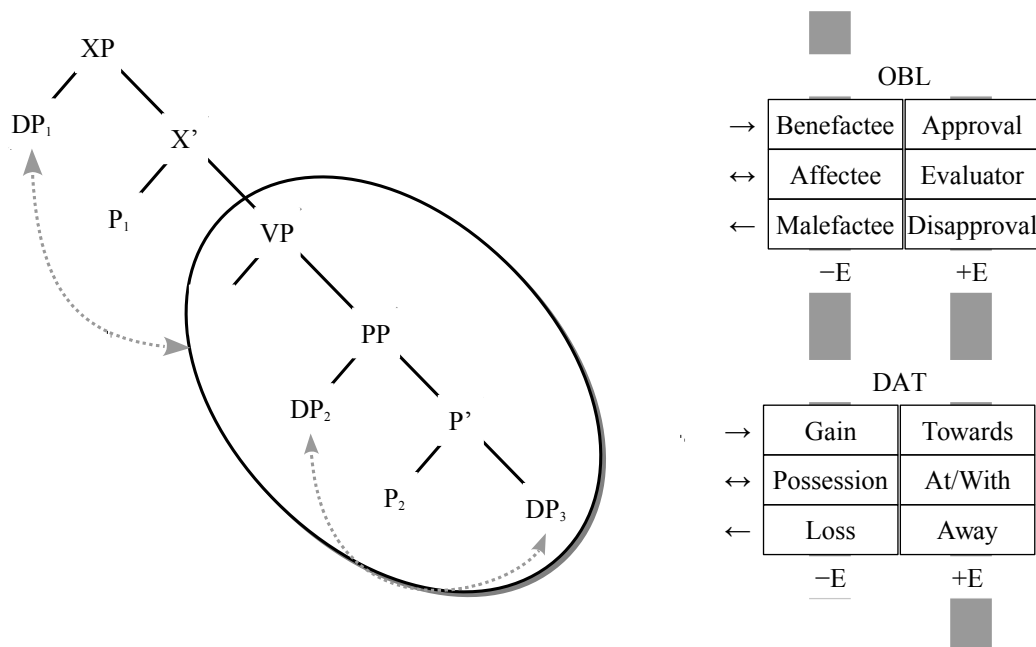 XP
DP₁
X’
P₁
VP
PP
DP₂
P’
P₂
DP₃
OBL
→ Benefactee Approval
↔ Affectee Evaluator
← Malefactee Disapproval
−E +E
DAT
→ Gain Towards
↔ Possession At/With
← Loss Away
−E +E